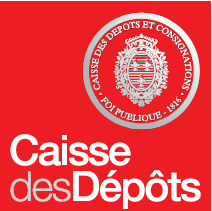 CAISSE DES DEPOTS ET CONSIGNATIONS
• FOI PUBLIQUE - 1816 •
Caisse
desDépôts